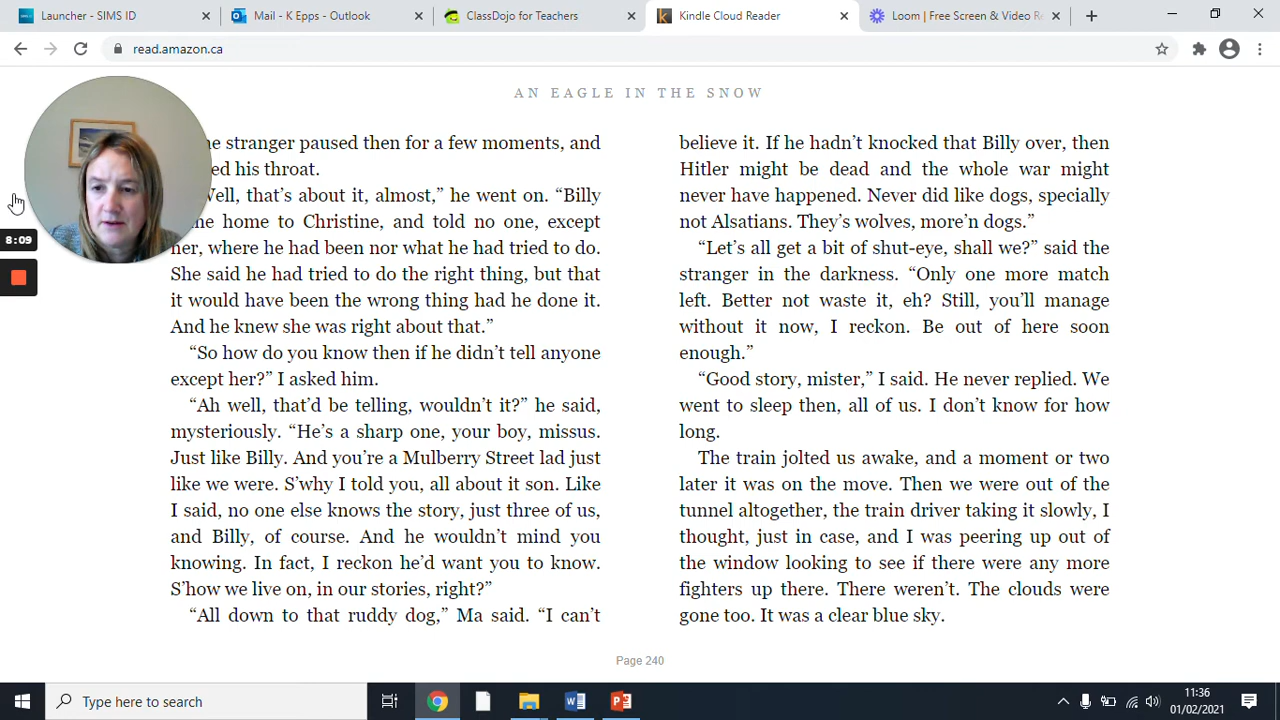 Launcher - SIMS ID
Mail - K Epps - Outlook
ClassDojo for Teachers
Kindle Cloud Reader
Loom | Free Screen & Video Re
read.amazon.ca
AN EAGLE IN THE SNOW
he stranger paused then for a few moments, and
ed his throat.
ell, that’s about it, almost,” he went on. “Billy
ne home to Christine, and told no one, except
her, where he had been nor what he had tried to do.
She said he had tried to do the right thing, but that
it would have been the wrong thing had he done it.
And he knew she was right about that.”
“So how do you know then if he didn’t tell anyone
except her?” I asked him.
“Ah well, that’d be telling, wouldn’t it?” he said,
mysteriously. “He’s a sharp one, your boy, missus.
Just like Billy. And you’re a Mulberry Street lad just
like we were. S’why I told you, all about it son. Like
I said, no one else knows the story, just three of us,
and Billy, of course. And he wouldn’t mind you
knowing. In fact, I reckon he’d want you to know.
S’how we live on, in our stories, right?”
“All down to that ruddy dog,” Ma said. “I can’t
believe it. If he hadn’t knocked that Billy over, then
Hitler might be dead and the whole war might
never have happened. Never did like dogs, specially
not Alsatians. They’s wolves, more’n dogs.”
“Let’s all get a bit of shut-eye, shall we?” said the
stranger in the darkness. “Only one more match
left. Better not waste it, eh? Still, you’ll manage
without it now, I reckon. Be out of here soon
enough.”
“Good story, mister,” I said. He never replied. We
went to sleep then, all of us. I don’t know for how
long.
The train jolted us awake, and a moment or two
later it was on the move. Then we were out of the
tunnel altogether, the train driver taking it slowly, I
thought, just in case, and I was peering up out of
the window looking to see if there were any more
fighters up there. There weren’t. The clouds were
gone too. It was a clear blue sky.
Page 240
8:09
Type here to search
11:36
01/02/2021